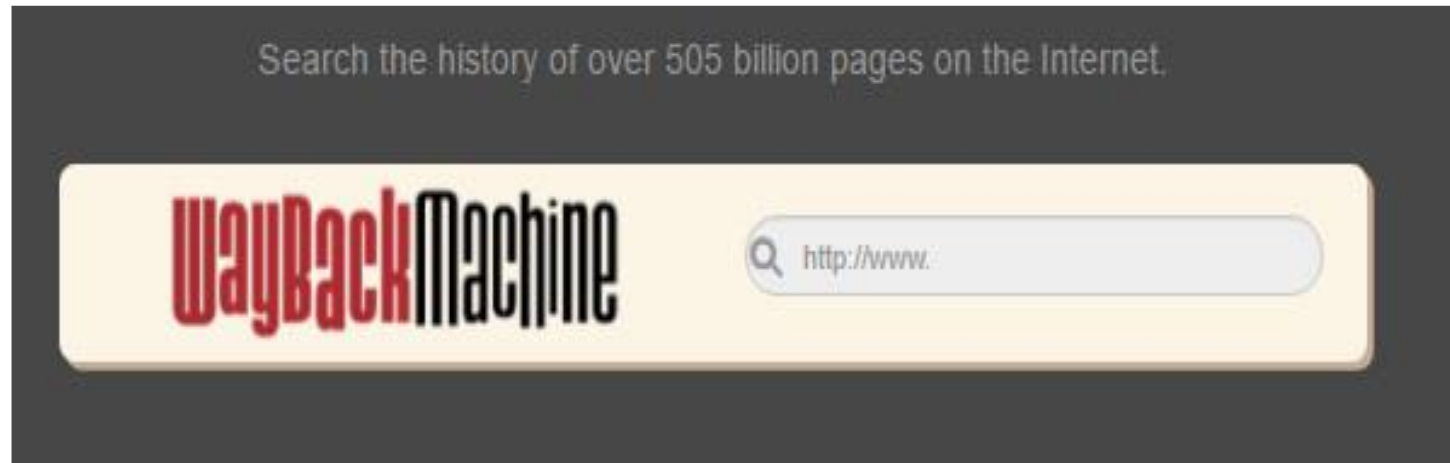 Search the history of over 505 billion pages on the Internet.
WayBackMachine
http://www.